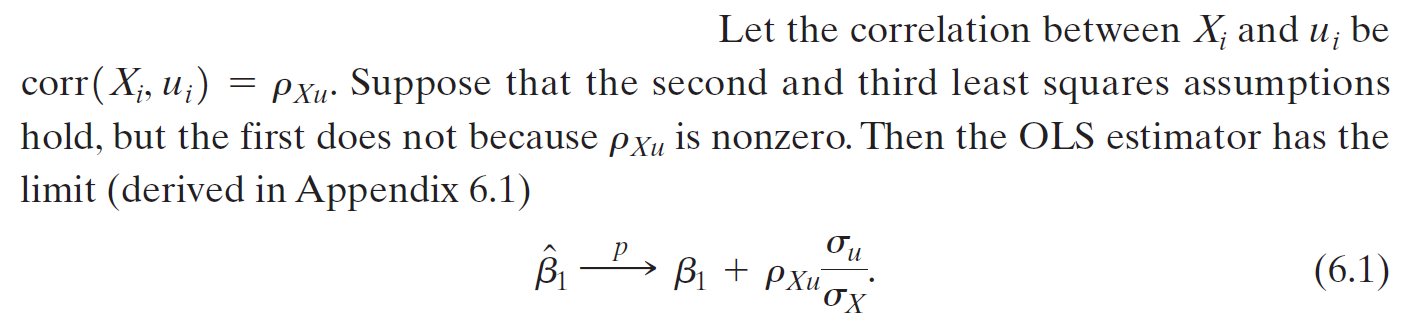 Let the correlation between Xᵢ and uᵢ be
corr(Xᵢ, uᵢ) = ρ_Xu. Suppose that the second and third least squares assumptions
hold, but the first does not because ρ_Xu is nonzero. Then the OLS estimator has the
limit (derived in Appendix 6.1)
β̂₁ —p→ β₁ + ρ_Xu σ_u/σ_X. (6.1)